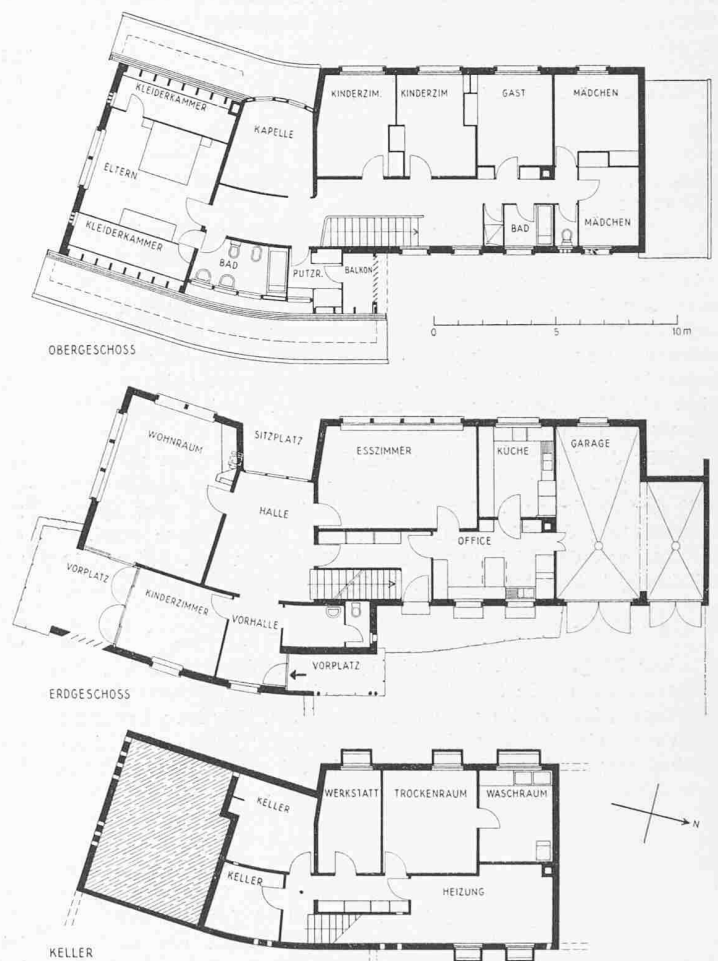 KLEIDERKAMMER
KAPELLE
KINDERZIM.
KINDERZIM
GAST
MÄDCHEN
ELTERN
KLEIDERKAMMER
BAD
PUTZR.
BALKON
BAD
MÄDCHEN
0 5 10 m
OBERGESCHOSS
WOHNRAUM
SITZPLATZ
ESSZIMMER
KÜCHE
GARAGE
HALLE
OFFICE
VORPLATZ
KINDERZIMMER
VORHALLE
VORPLATZ
ERDGESCHOSS
KELLER
WERKSTATT
TROCKENRAUM
WASCHRAUM
N
KELLER
HEIZUNG
KELLER